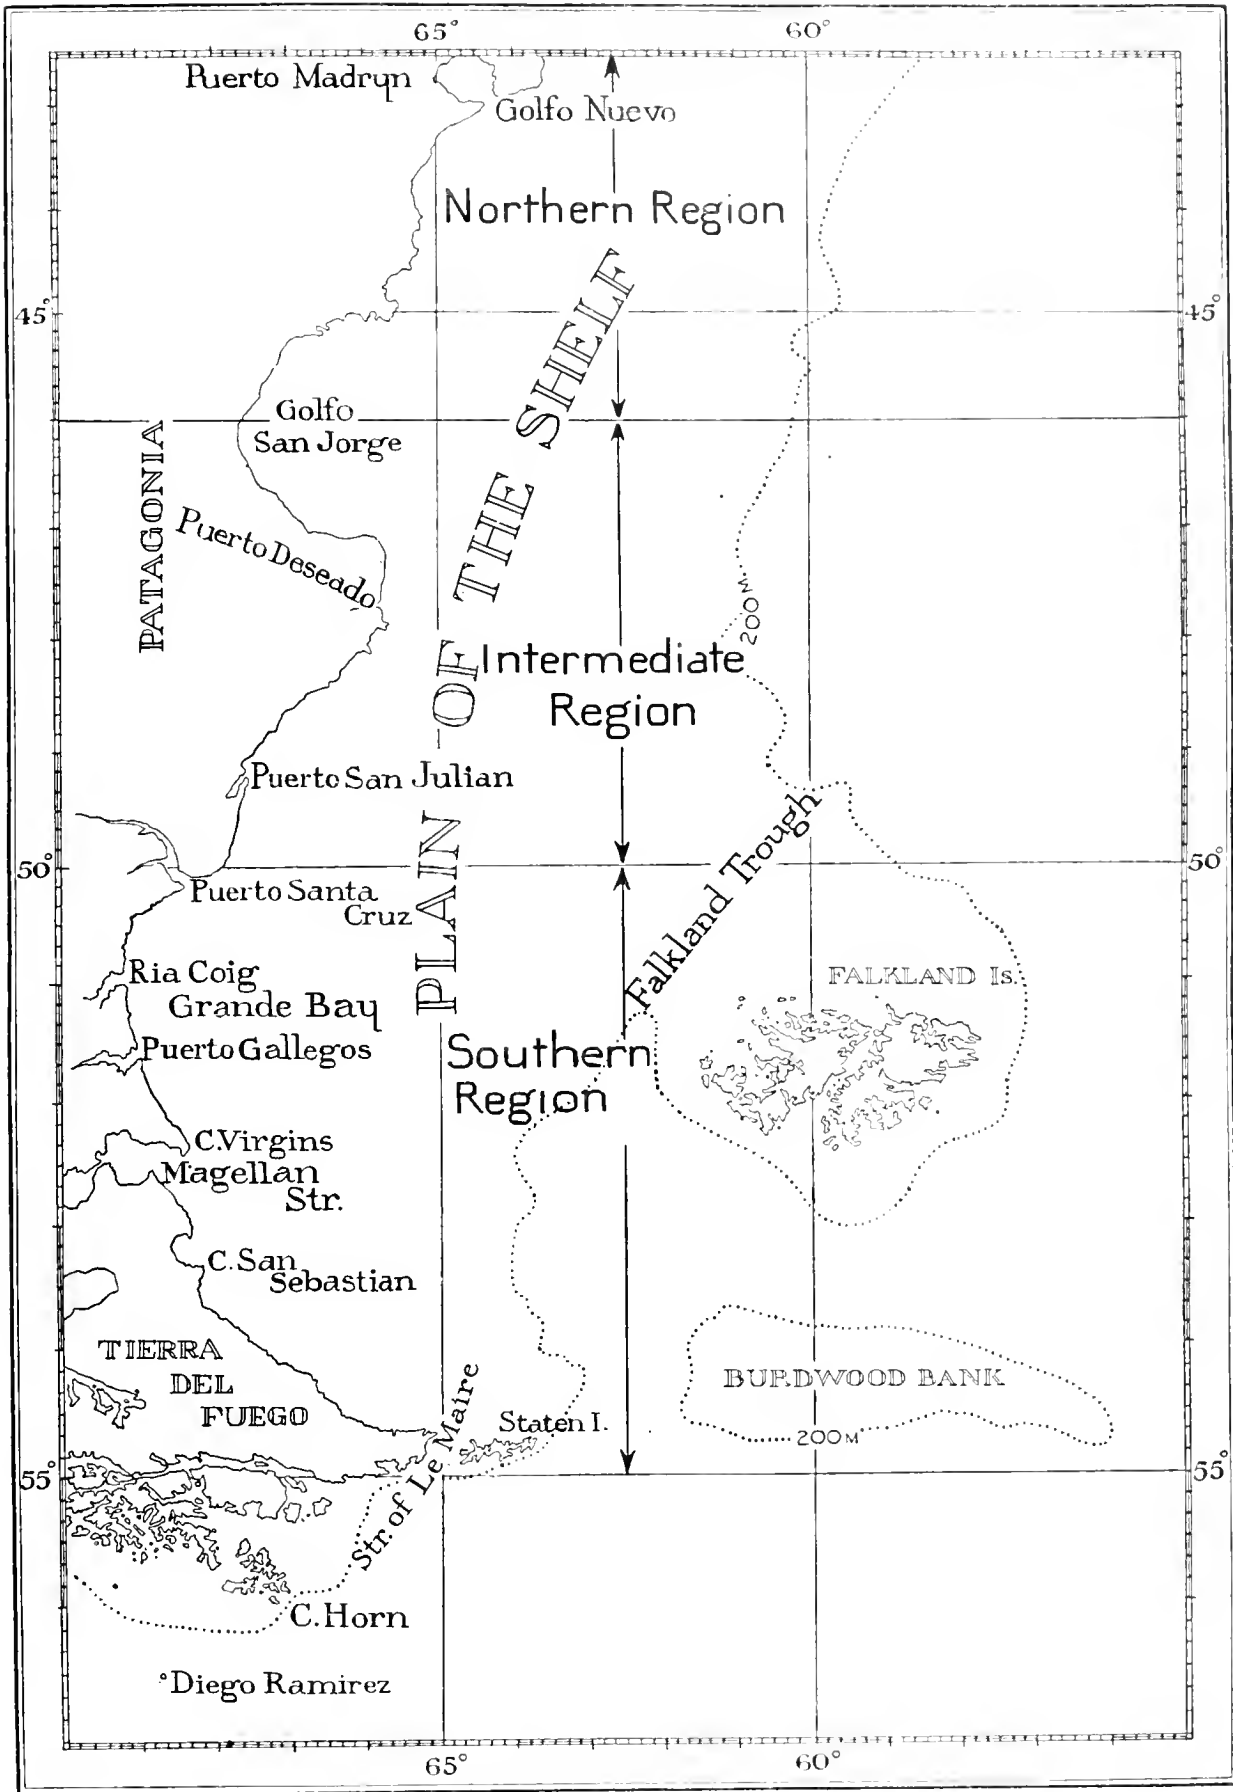 65° 60°
Puerto Madryn
Golfo Nuevo
Northern Region
45° 45°
PLAIN OF THE SHELF
Golfo
San Jorge
PATAGONIA
Puerto Deseado
200M.
Intermediate
Region
Puerto San Julian
Falkland Trough
50° 50°
Puerto Santa
Cruz
Ria Coig
Grande Bay
FALKLAND Is.
Puerto Gallegos
Southern
Region
C. Virgins
Magellan
Str.
C. San
Sebastian
TIERRA
DEL
FUEGO
BURDWOOD BANK
200M
Staten I.
Str. of Le Maire
55° 55°
C. Horn
Diego Ramirez
65° 60°